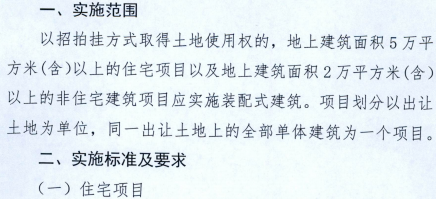 一、实施范围
以招拍挂方式取得土地使用权的，地上建筑面积5万平
方米(含)以上的住宅项目以及地上建筑面积2万平方米(含)
以上的非住宅建筑项目应实施装配式建筑。项目划分以出让
土地为单位，同一出让土地上的全部单体建筑为一个项目。
二、实施标准及要求
（一）住宅项目